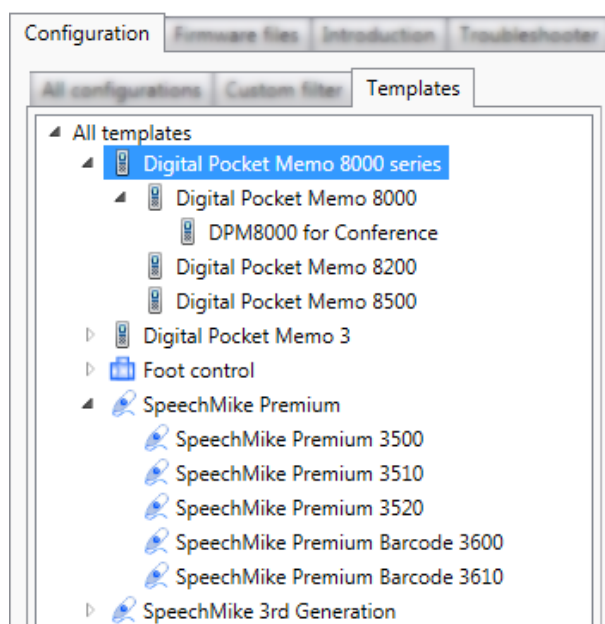 Configuration Firmware files Introduction Troubleshooter
All configurations Custom filter Templates
All templates
Digital Pocket Memo 8000 series
Digital Pocket Memo 8000
DPM8000 for Conference
Digital Pocket Memo 8200
Digital Pocket Memo 8500
Digital Pocket Memo 3
Foot control
SpeechMike Premium
SpeechMike Premium 3500
SpeechMike Premium 3510
SpeechMike Premium 3520
SpeechMike Premium Barcode 3600
SpeechMike Premium Barcode 3610
SpeechMike 3rd Generation